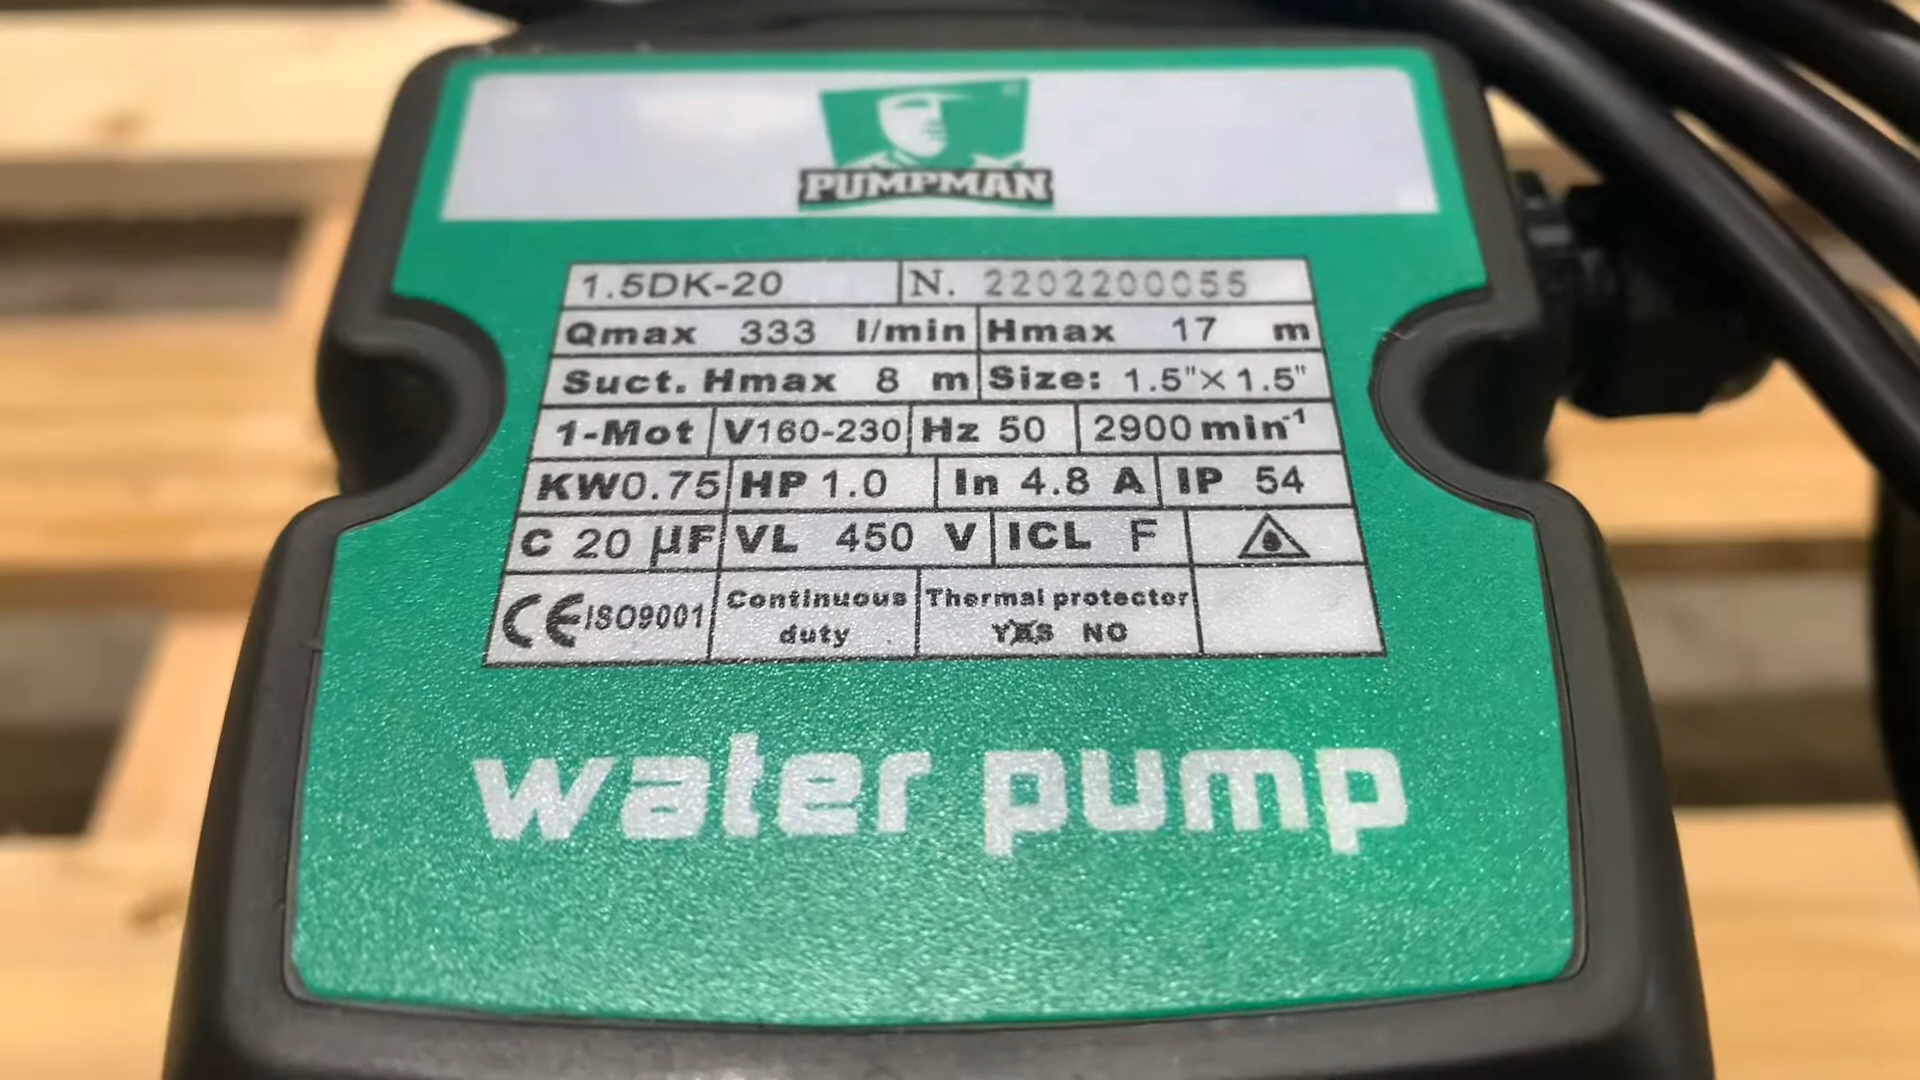 PUMPMAN
1.5DK-20 N. 2202200055
Qmax 333 l/min Hmax 17 m
Suct. Hmax 8 m Size: 1.5"×1.5"
1-Mot V160-230 Hz 50 2900 min⁻¹
KW0.75 HP 1.0 In 4.8 A IP 54
C 20 µF VL 450 V ICL F
CE ISO9001 Continuous duty Thermal protector YES NO
water pump